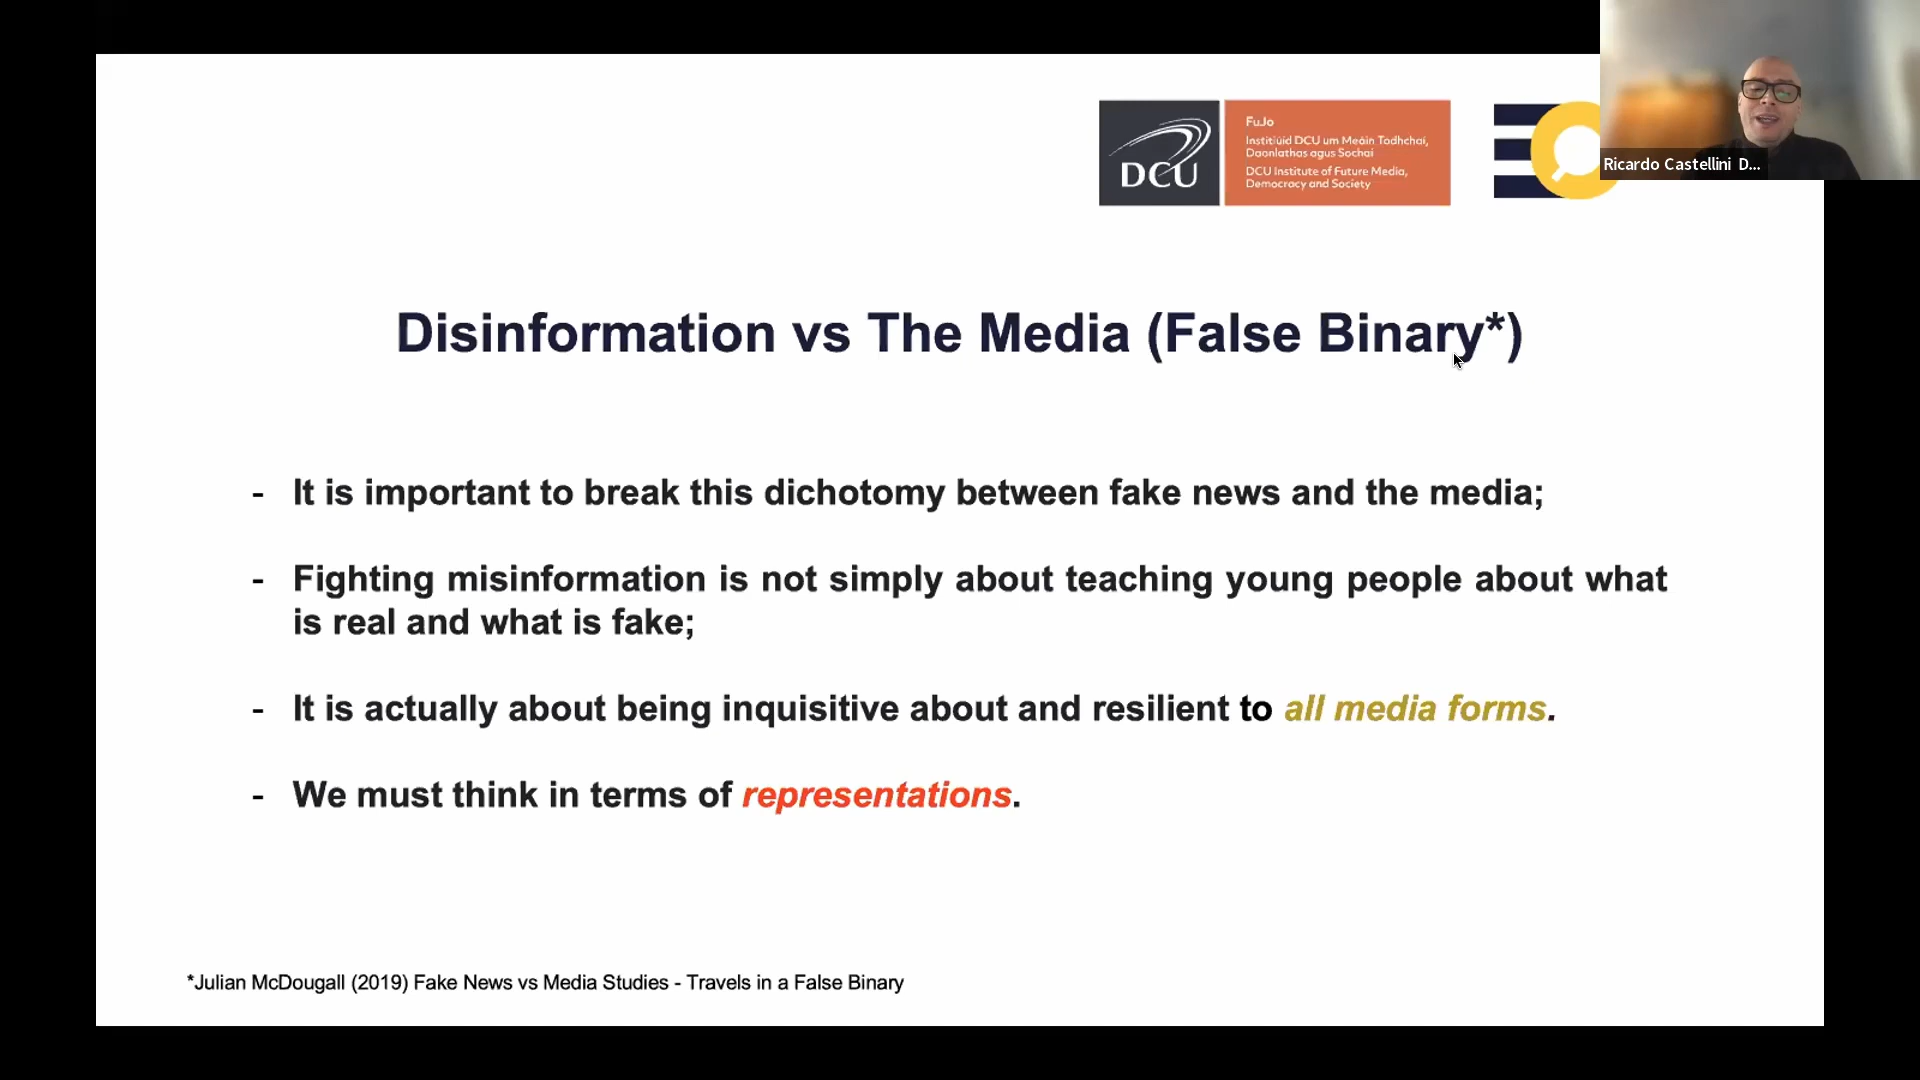 DCU
FuJo
Institiúid DCU um Meáin Todhchaí,
Daonlathas agus Sochaí
DCU Institute of Future Media,
Democracy and Society
Ricardo Castellini D...
Disinformation vs The Media (False Binary*)
- It is important to break this dichotomy between fake news and the media;
- Fighting misinformation is not simply about teaching young people about what
is real and what is fake;
- It is actually about being inquisitive about and resilient to all media forms.
- We must think in terms of representations.
*Julian McDougall (2019) Fake News vs Media Studies - Travels in a False Binary